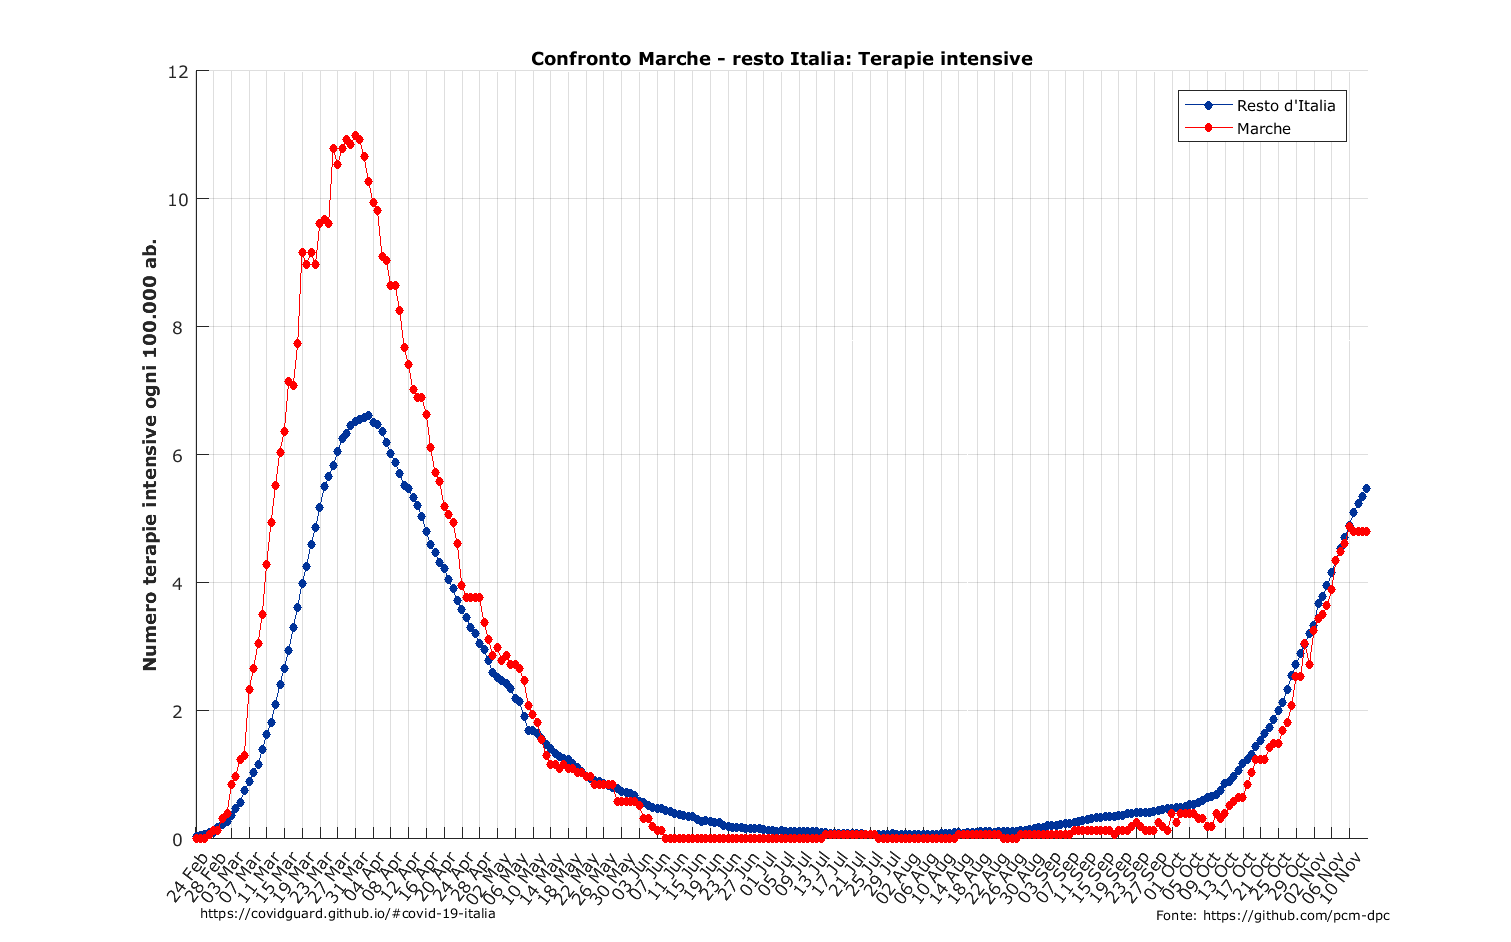 Confronto Marche - resto Italia: Terapie intensive
Resto d'Italia
Marche
Numero terapie intensive ogni 100.000 ab.
12
10
8
6
4
2
0
24 Feb
28 Feb
03 Mar
07 Mar
11 Mar
15 Mar
19 Mar
23 Mar
27 Mar
31 Mar
04 Apr
08 Apr
12 Apr
16 Apr
20 Apr
24 Apr
28 Apr
02 May
06 May
10 May
14 May
18 May
22 May
26 May
30 May
03 Jun
07 Jun
11 Jun
15 Jun
19 Jun
23 Jun
27 Jun
01 Jul
05 Jul
09 Jul
13 Jul
17 Jul
21 Jul
25 Jul
29 Jul
02 Aug
06 Aug
10 Aug
14 Aug
18 Aug
22 Aug
26 Aug
30 Aug
03 Sep
07 Sep
11 Sep
15 Sep
19 Sep
23 Sep
27 Sep
01 Oct
05 Oct
09 Oct
13 Oct
17 Oct
21 Oct
25 Oct
29 Oct
02 Nov
06 Nov
10 Nov
https://covidguard.github.io/#covid-19-italia
Fonte: https://github.com/pcm-dpc